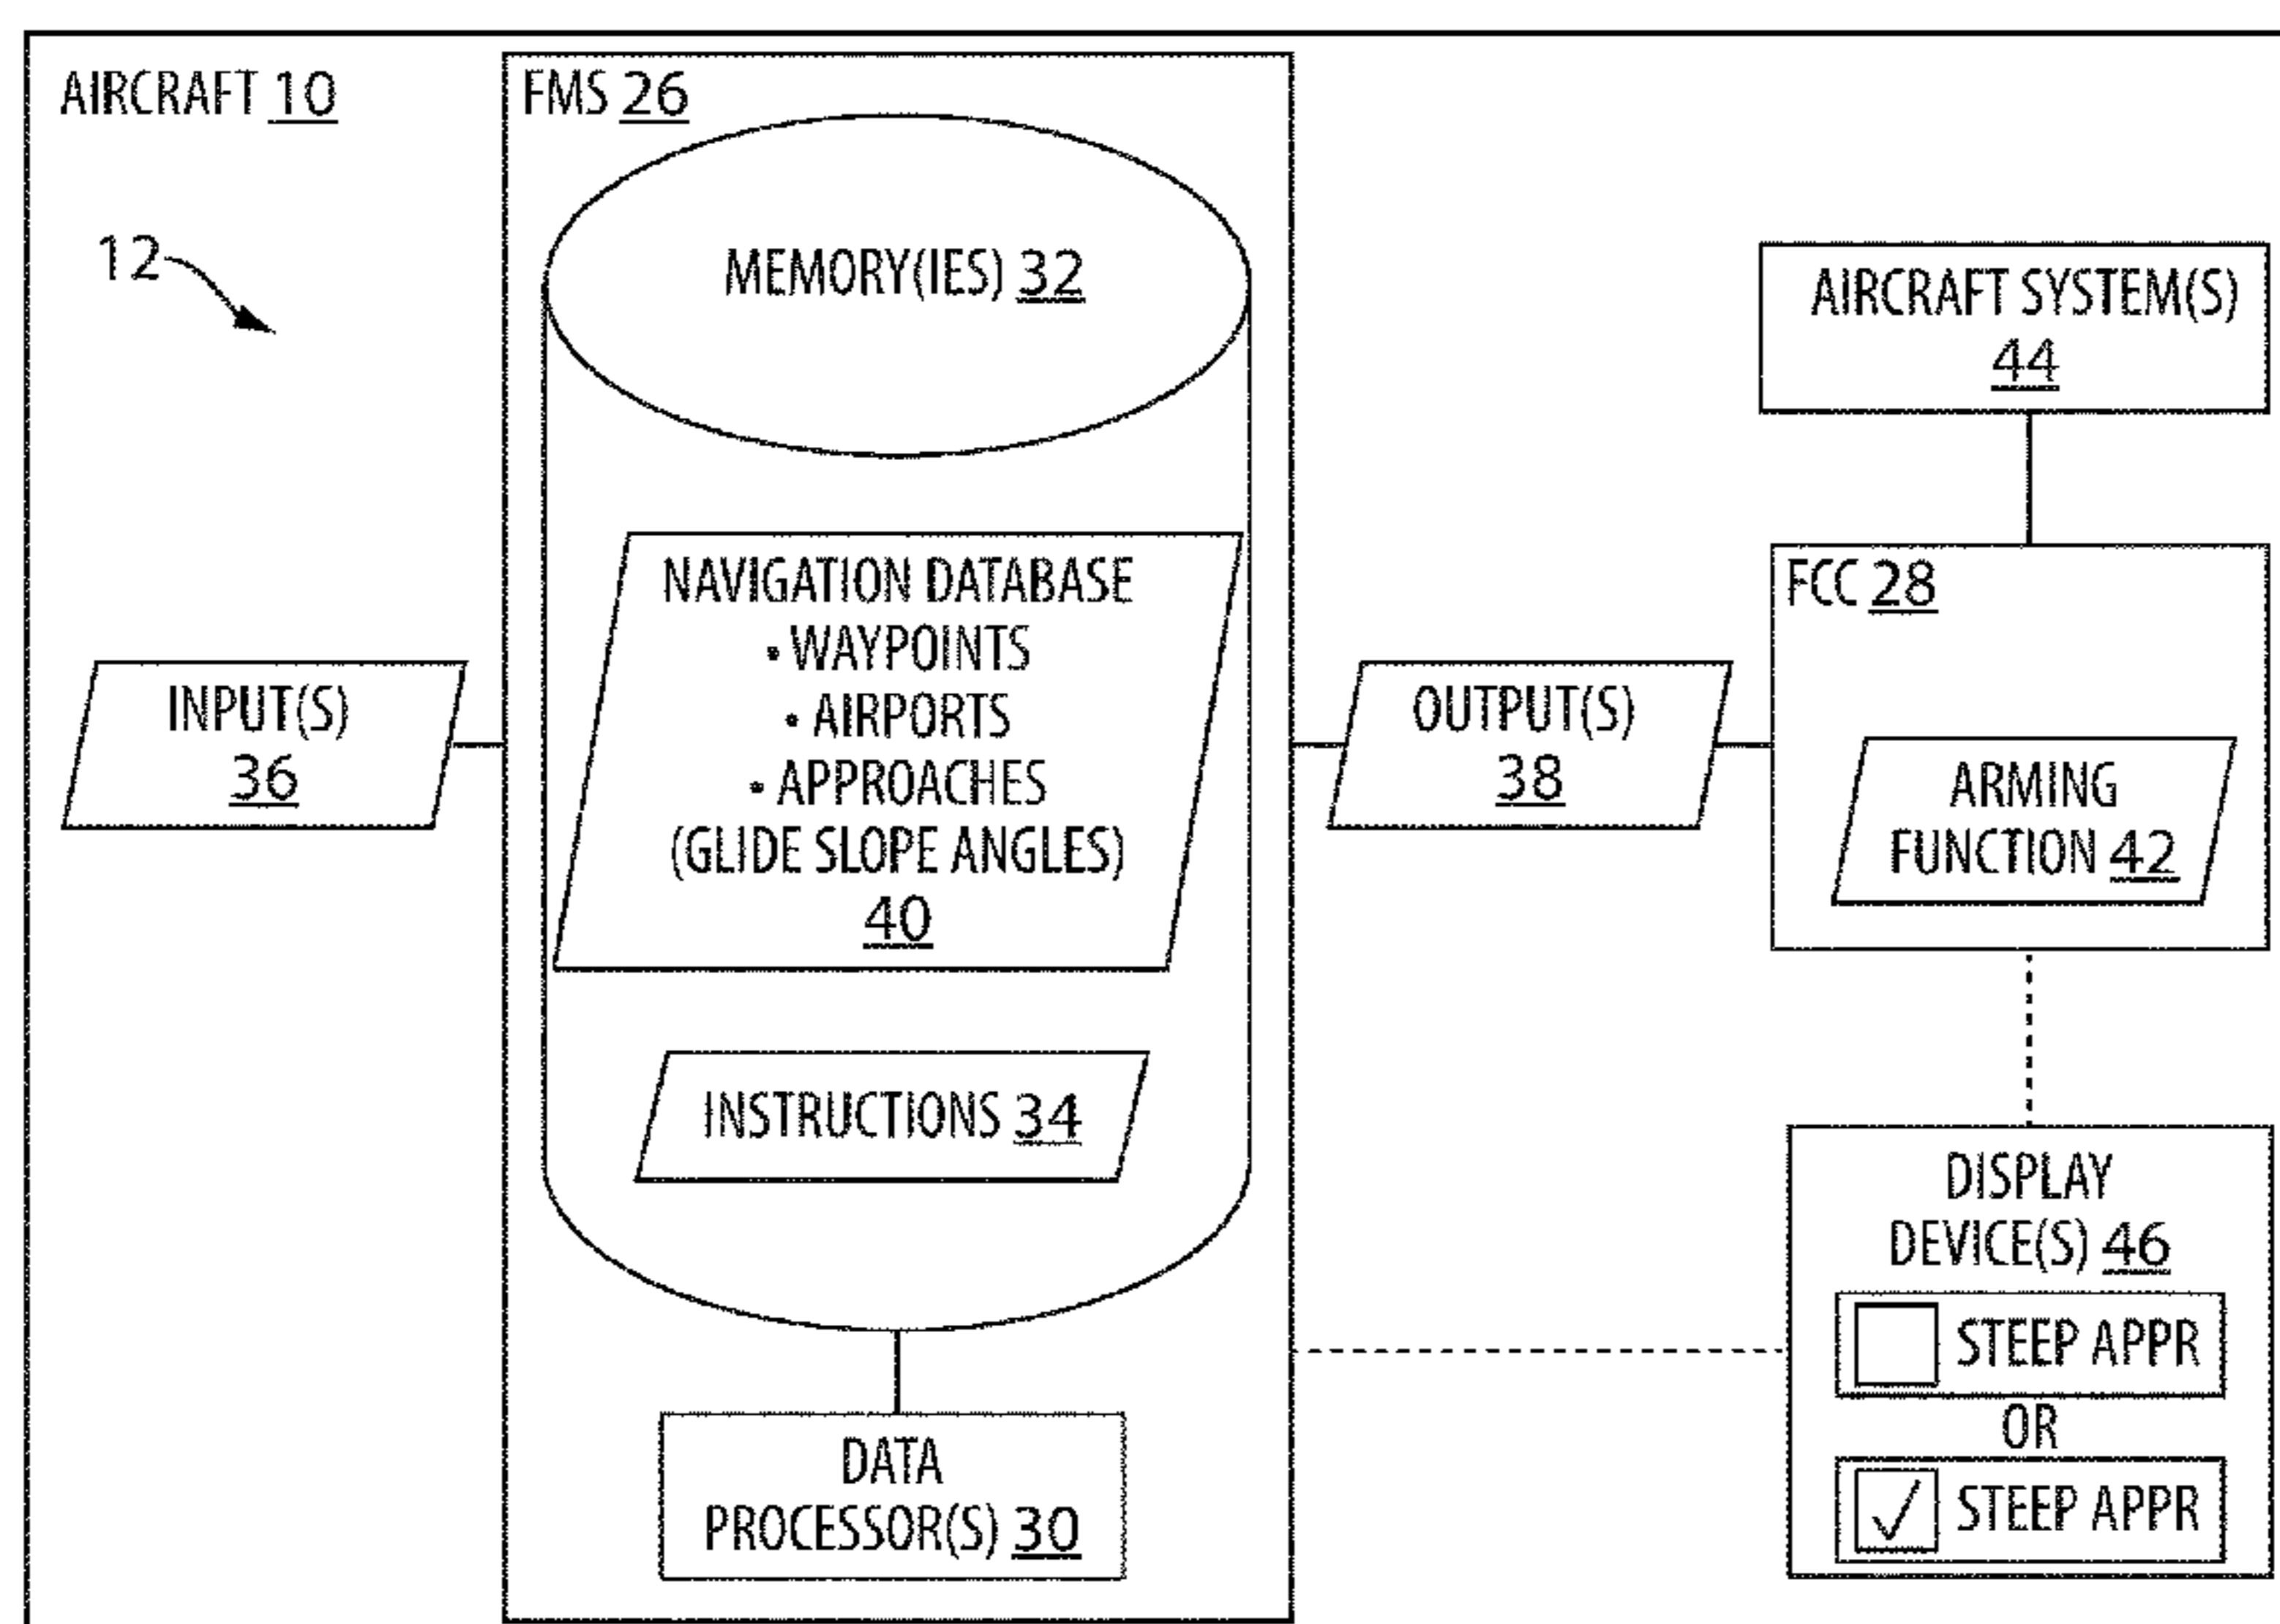 AIRCRAFT 10
12
FMS 26
MEMORY(IES) 32
NAVIGATION DATABASE
• WAYPOINTS
• AIRPORTS
• APPROACHES
(GLIDE SLOPE ANGLES)
40
INSTRUCTIONS 34
DATA
PROCESSOR(S) 30
INPUT(S)
36
OUTPUT(S)
38
AIRCRAFT SYSTEM(S)
44
FCC 28
ARMING
FUNCTION 42
DISPLAY
DEVICE(S) 46
STEEP APPR
OR
STEEP APPR